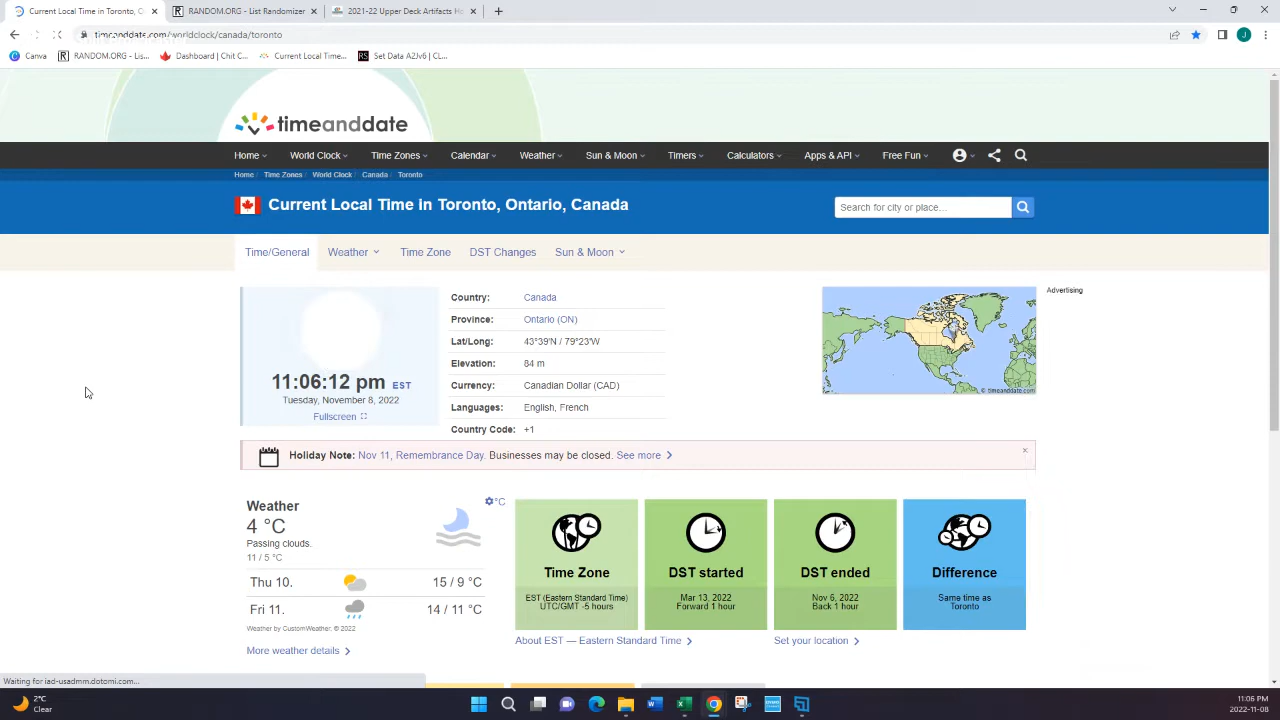 Current Local Time in Toronto, On
RANDOM.ORG - List Randomizer
2021-22 Upper Deck Artifacts Ho
timeanddate.com/worldclock/canada/toronto
Canva
RANDOM.ORG - Lis...
Dashboard | Chit C...
Current Local Time...
Set Data A2Jv6 | CL...
timeanddate
Home
World Clock
Time Zones
Calendar
Weather
Sun & Moon
Timers
Calculators
Apps & API
Free Fun
Home / Time Zones / World Clock / Canada / Toronto
Current Local Time in Toronto, Ontario, Canada
Search for city or place...
Time/General
Weather
Time Zone
DST Changes
Sun & Moon
11:06:12 pm EST
Tuesday, November 8, 2022
Fullscreen
Country: Canada
Province: Ontario (ON)
Lat/Long: 43°39'N / 79°23'W
Elevation: 84 m
Currency: Canadian Dollar (CAD)
Languages: English, French
Country Code: +1
© timeanddate.com
Advertising
Holiday Note: Nov 11, Remembrance Day. Businesses may be closed. See more
Weather
°C
4 °C
Passing clouds.
11 / 5 °C
Thu 10. 15 / 9 °C
Fri 11. 14 / 11 °C
Weather by CustomWeather, © 2022
More weather details
Time Zone
EST (Eastern Standard Time)
UTC/GMT -5 hours
DST started
Mar 13, 2022
Forward 1 hour
DST ended
Nov 6, 2022
Back 1 hour
Difference
Same time as
Toronto
About EST — Eastern Standard Time
Set your location
Waiting for iad-usadmm.dotomi.com...
2°C
Clear
11:06 PM
2022-11-08